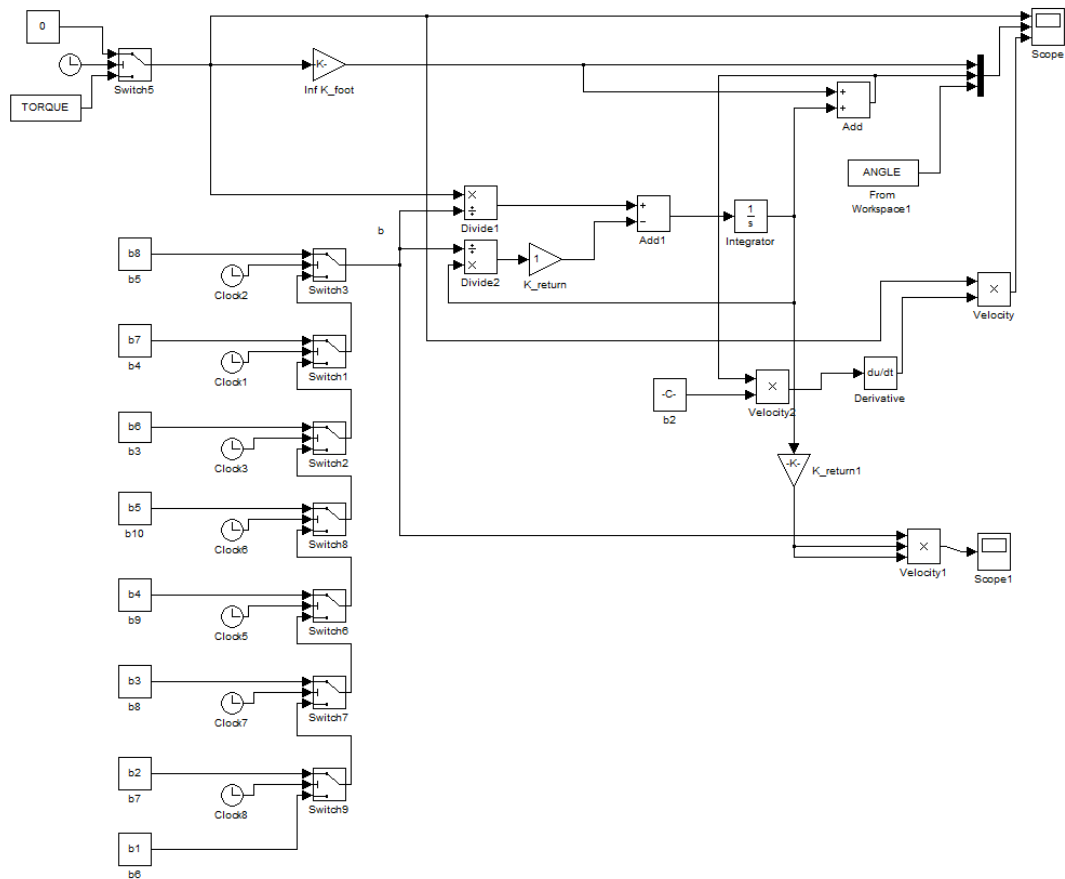 0
Switch5
TORQUE
-K-
Inf K_foot
Scope
+
+
Add
ANGLE
From
Workspace1
×
÷
Divide1
b
÷
×
Divide2
1
K_return
+
−
Add1
1
s
Integrator
b8
b5
Clock2
Switch3
×
Velocity
b7
b4
Clock1
Switch1
-C-
b2
×
Velocity2
du/dt
Derivative
b6
b3
Clock3
Switch2
-K-
K_return1
b5
b10
Clock6
Switch8
×
Velocity1
Scope1
b4
b9
Clock5
Switch6
b3
b8
Clock7
Switch7
b2
b7
Clock8
Switch9
b1
b6